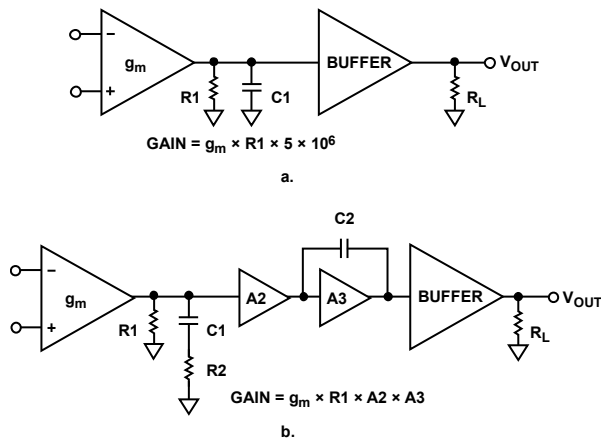 −
gm
+
R1
C1
BUFFER
RL
VOUT
GAIN = gm × R1 × 5 × 10⁶
a.
C2
−
gm
+
R1
C1
R2
A2
A3
BUFFER
RL
VOUT
GAIN = gm × R1 × A2 × A3
b.